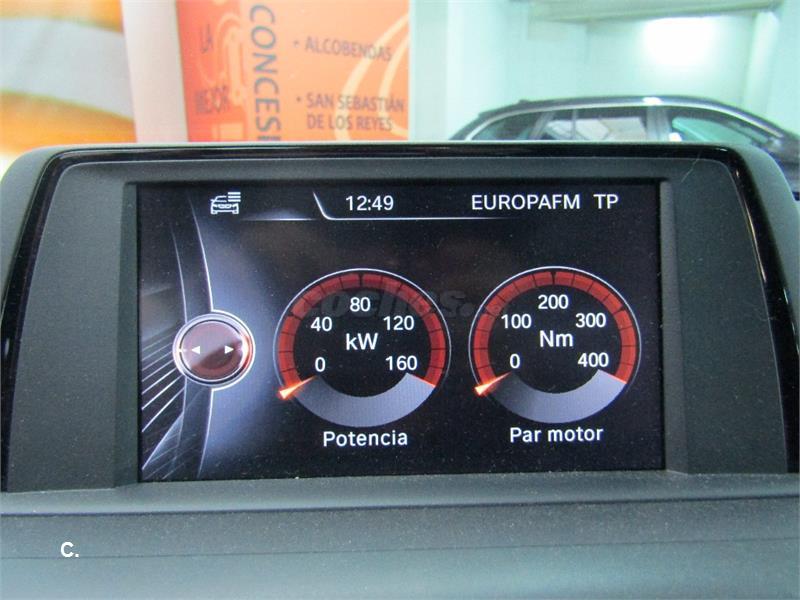 LA
MEJOR
CONCESI
• ALCOBENDAS
• SAN SEBASTIÁN
DE LOS REYES
12:49
EUROPAFM TP
coches.
0
40
80
120
160
kW
Potencia
0
100
200
300
400
Nm
Par motor
C.